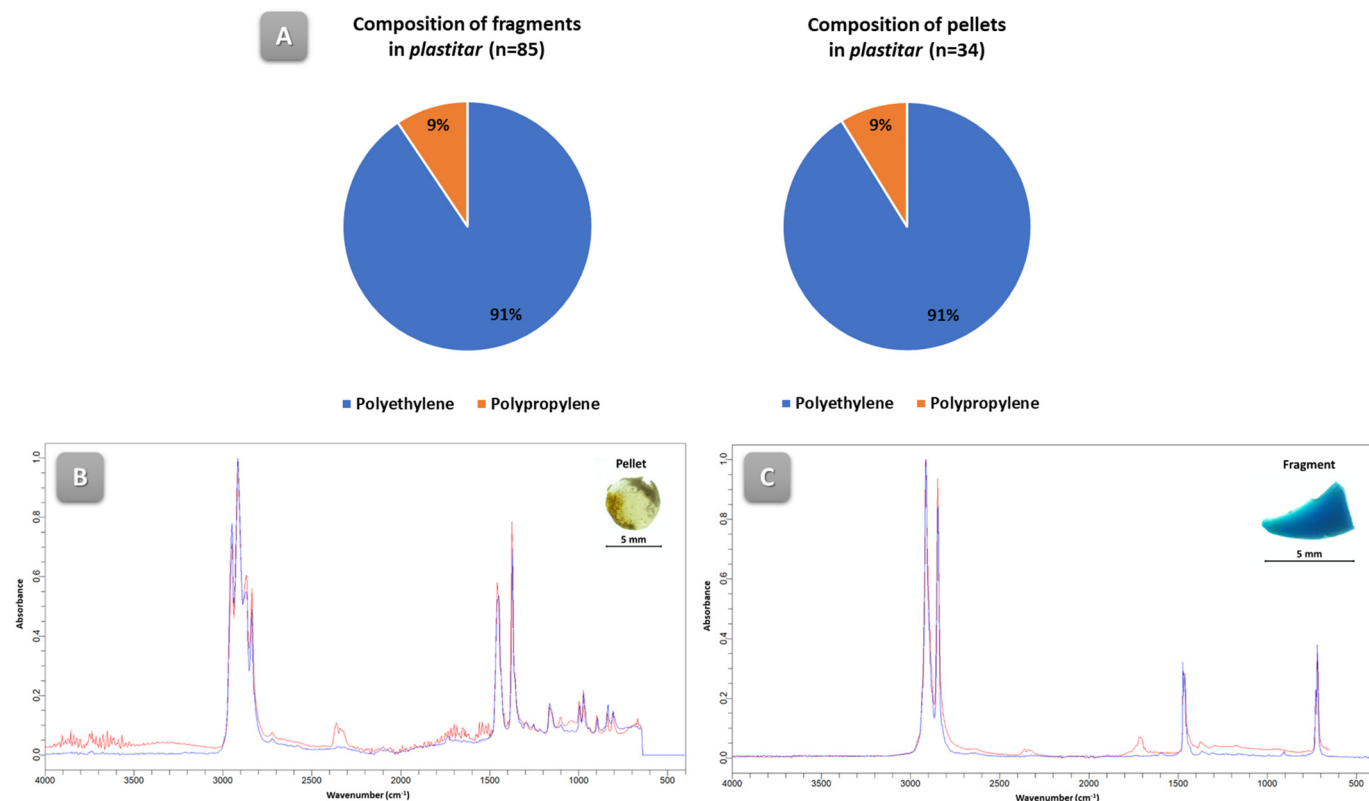 A
Composition of fragments
in plastitar (n=85)
9%
91%
Polyethylene Polypropylene
Composition of pellets
in plastitar (n=34)
9%
91%
Polyethylene Polypropylene
B
Pellet
5 mm
Absorbance
1.0
0.8
0.6
0.4
0.2
0.0
4000 3500 3000 2500 2000 1500 1000 500
Wavenumber (cm⁻¹)
C
Fragment
5 mm
Absorbance
1.0
0.8
0.6
0.4
0.2
0.0
4000 3500 3000 2500 2000 1500 1000 500
Wavenumber (cm⁻¹)